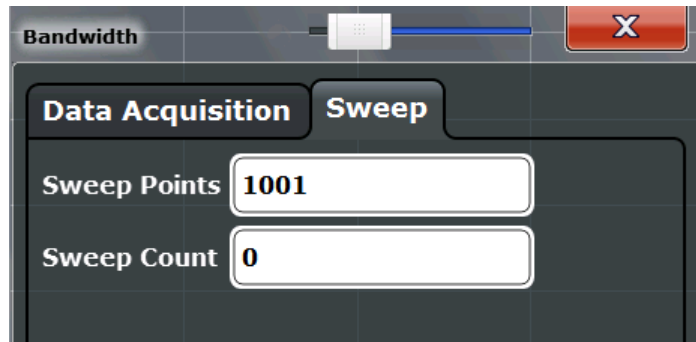 Bandwidth
X
Data Acquisition Sweep
Sweep Points 1001
Sweep Count 0